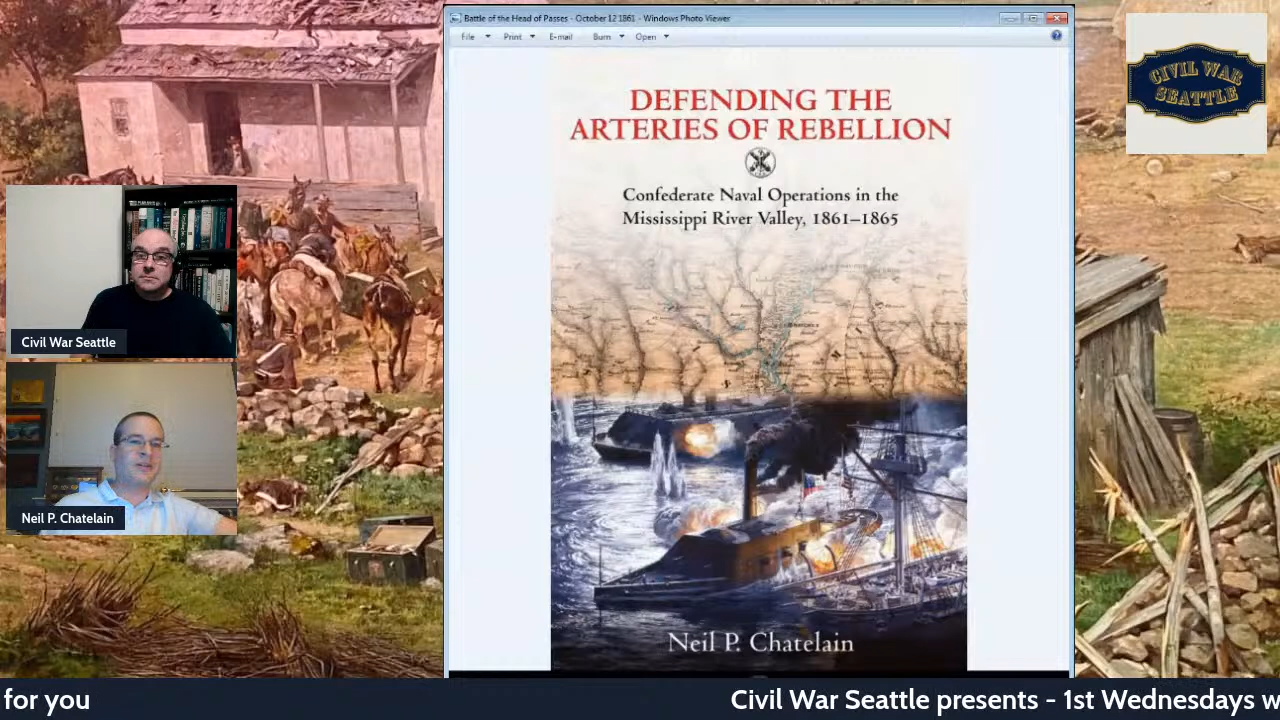 Battle of the Head of Passes - October 12 1861 - Windows Photo Viewer
File Print E-mail Burn Open
DEFENDING THE
ARTERIES OF REBELLION
Confederate Naval Operations in the
Mississippi River Valley, 1861–1865
Neil P. Chatelain
CIVIL WAR
SEATTLE
Civil War Seattle
Neil P. Chatelain
for you
Civil War Seattle presents - 1st Wednesdays w